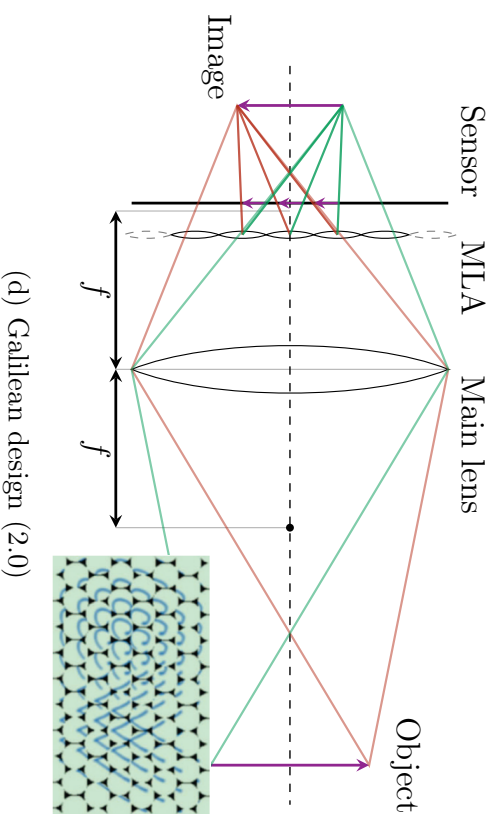 Image
Sensor
MLA
Main lens
Object
f
f
(d) Galilean design (2.0)